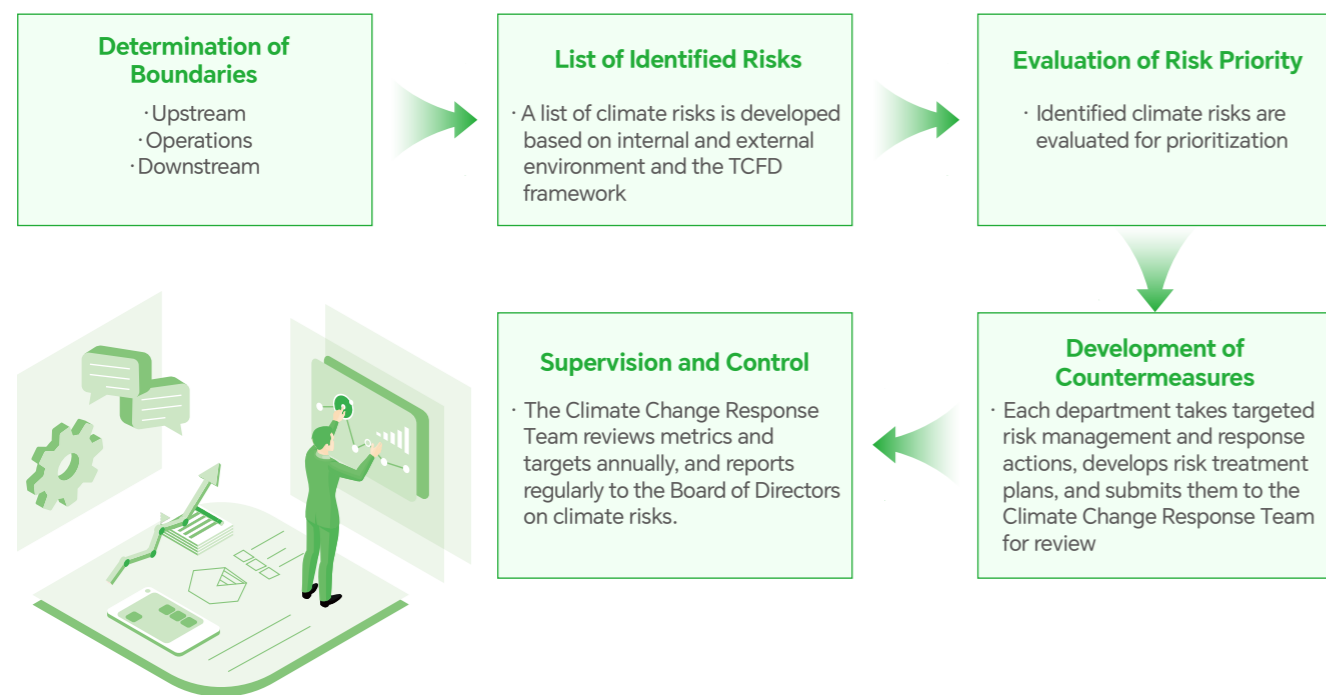 Determination of
Boundaries
· Upstream
· Operations
· Downstream
List of Identified Risks
· A list of climate risks is developed
based on internal and external
environment and the TCFD
framework
Evaluation of Risk Priority
· Identified climate risks are
evaluated for prioritization
Development of
Countermeasures
· Each department takes targeted
risk management and response
actions, develops risk treatment
plans, and submits them to the
Climate Change Response Team
for review
Supervision and Control
· The Climate Change Response
Team reviews metrics and
targets annually, and reports
regularly to the Board of Directors
on climate risks.